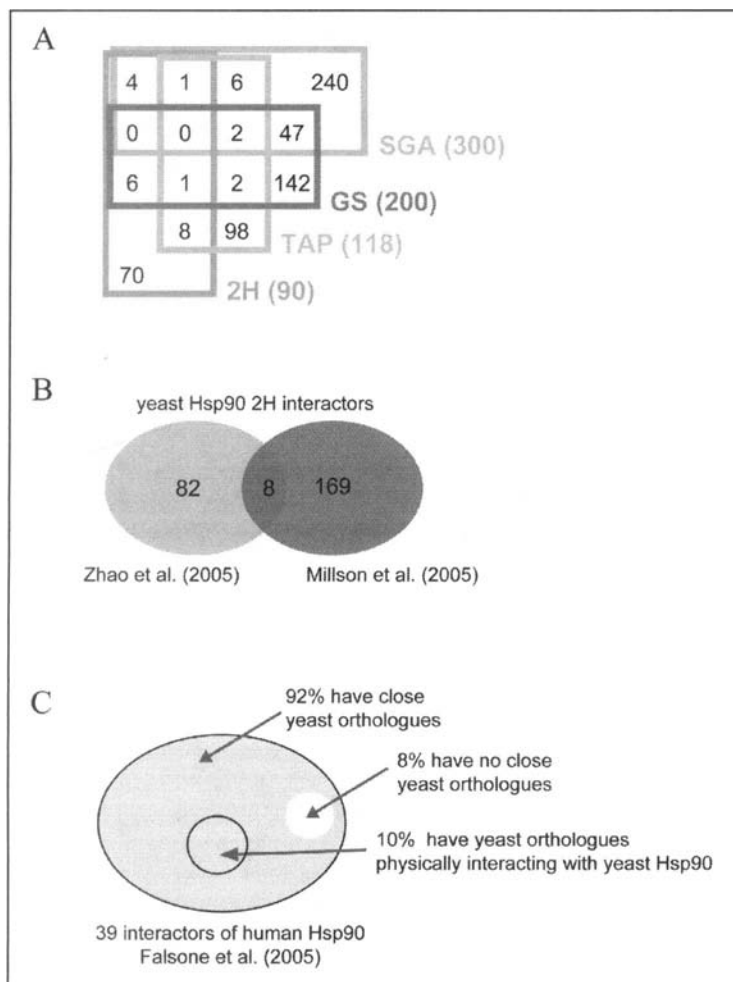 A
4 1 6 240
0 0 2 47
SGA (300)
6 1 2 142
GS (200)
8 98
TAP (118)
70
2H (90)
B
yeast Hsp90 2H interactors
82 8 169
Zhao et al. (2005) Millson et al. (2005)
C
92% have close
yeast orthologues
8% have no close
yeast orthologues
10% have yeast orthologues
physically interacting with yeast Hsp90
39 interactors of human Hsp90
Falsone et al. (2005)